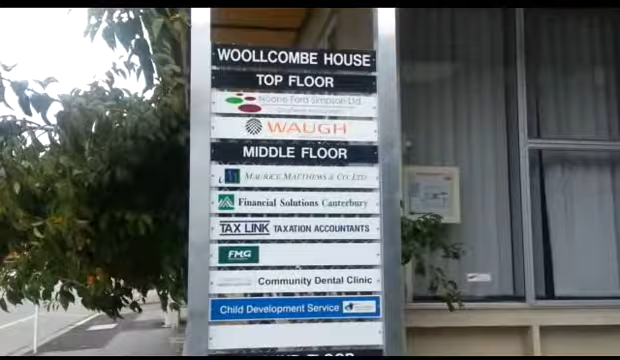 WOOLLCOMBE HOUSE
TOP FLOOR
Ford Simpson Ltd
WAUGH
MIDDLE FLOOR
MAURICE MATTHEWS & CO. LTD
Financial Solutions Canterbury
TAX LINK TAXATION ACCOUNTANTS
FMG
Community Dental Clinic
Child Development Service
FLOOR